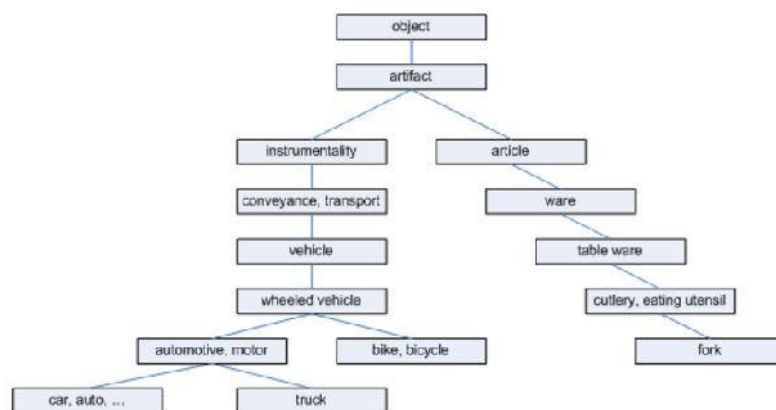 object
artifact
instrumentality
article
conveyance, transport
ware
vehicle
table ware
wheeled vehicle
cutlery, eating utensil
automotive, motor
bike, bicycle
fork
car, auto, ...
truck